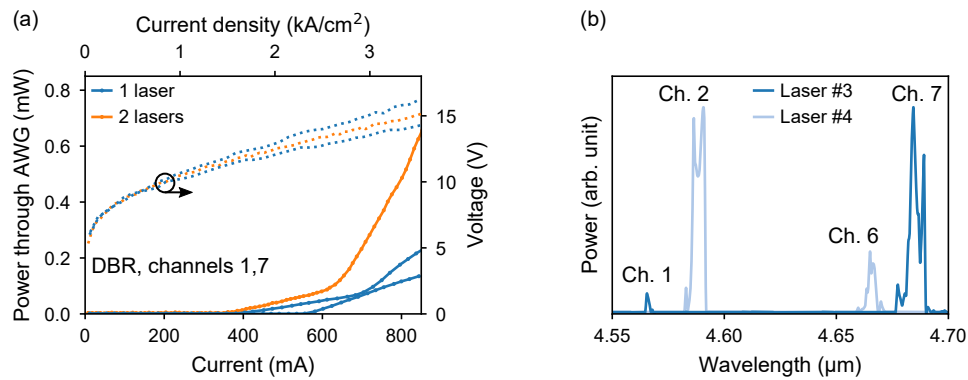 (a)
Current density (kA/cm²)
0 1 2 3
Power through AWG (mW)
0.8
0.6
0.4
0.2
0.0
1 laser
2 lasers
DBR, channels 1,7
15
10
5
0
Voltage (V)
0 200 400 600 800
Current (mA)
(b)
Power (arb. unit)
Laser #3
Laser #4
Ch. 2
Ch. 7
Ch. 6
Ch. 1
4.55 4.60 4.65 4.70
Wavelength (μm)